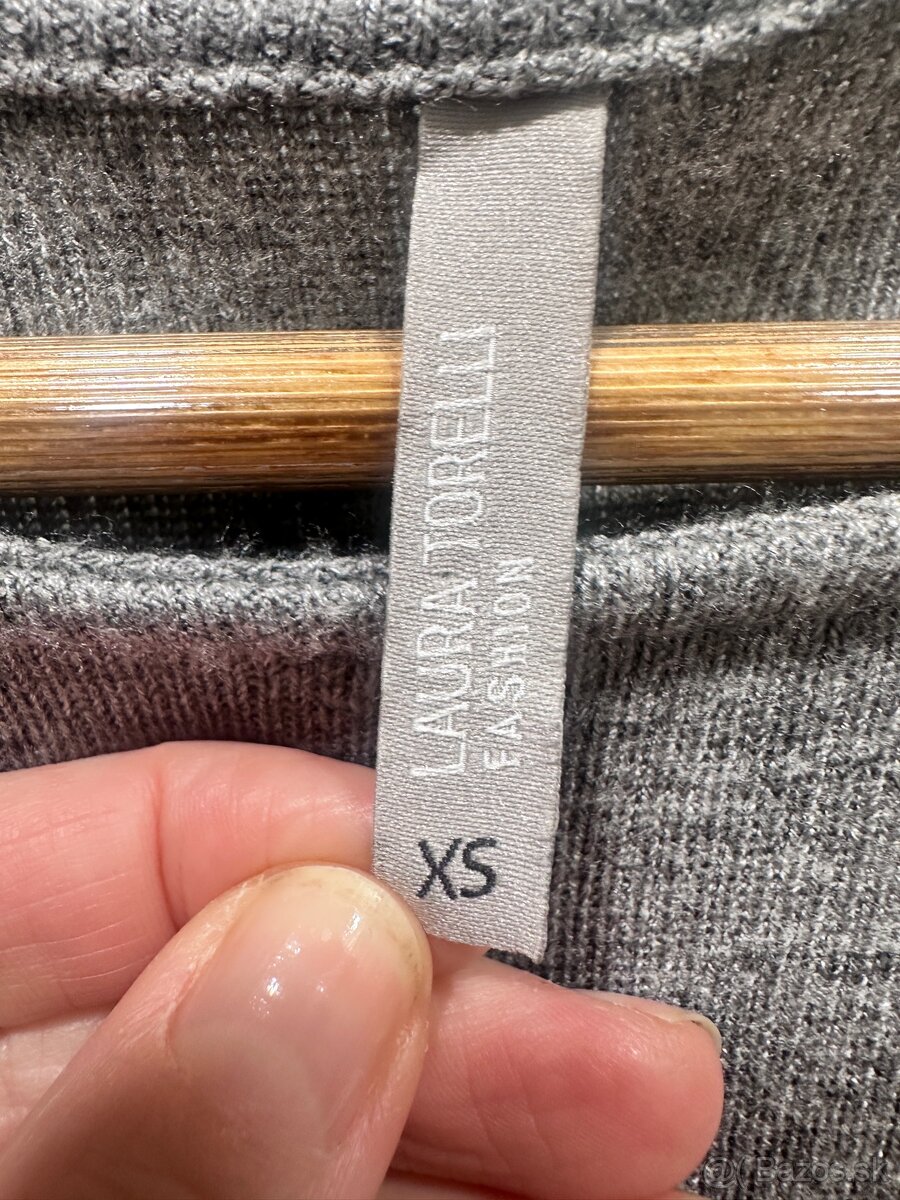 LAURA TORELLI
FASHION
XS
@ Bazos.sk